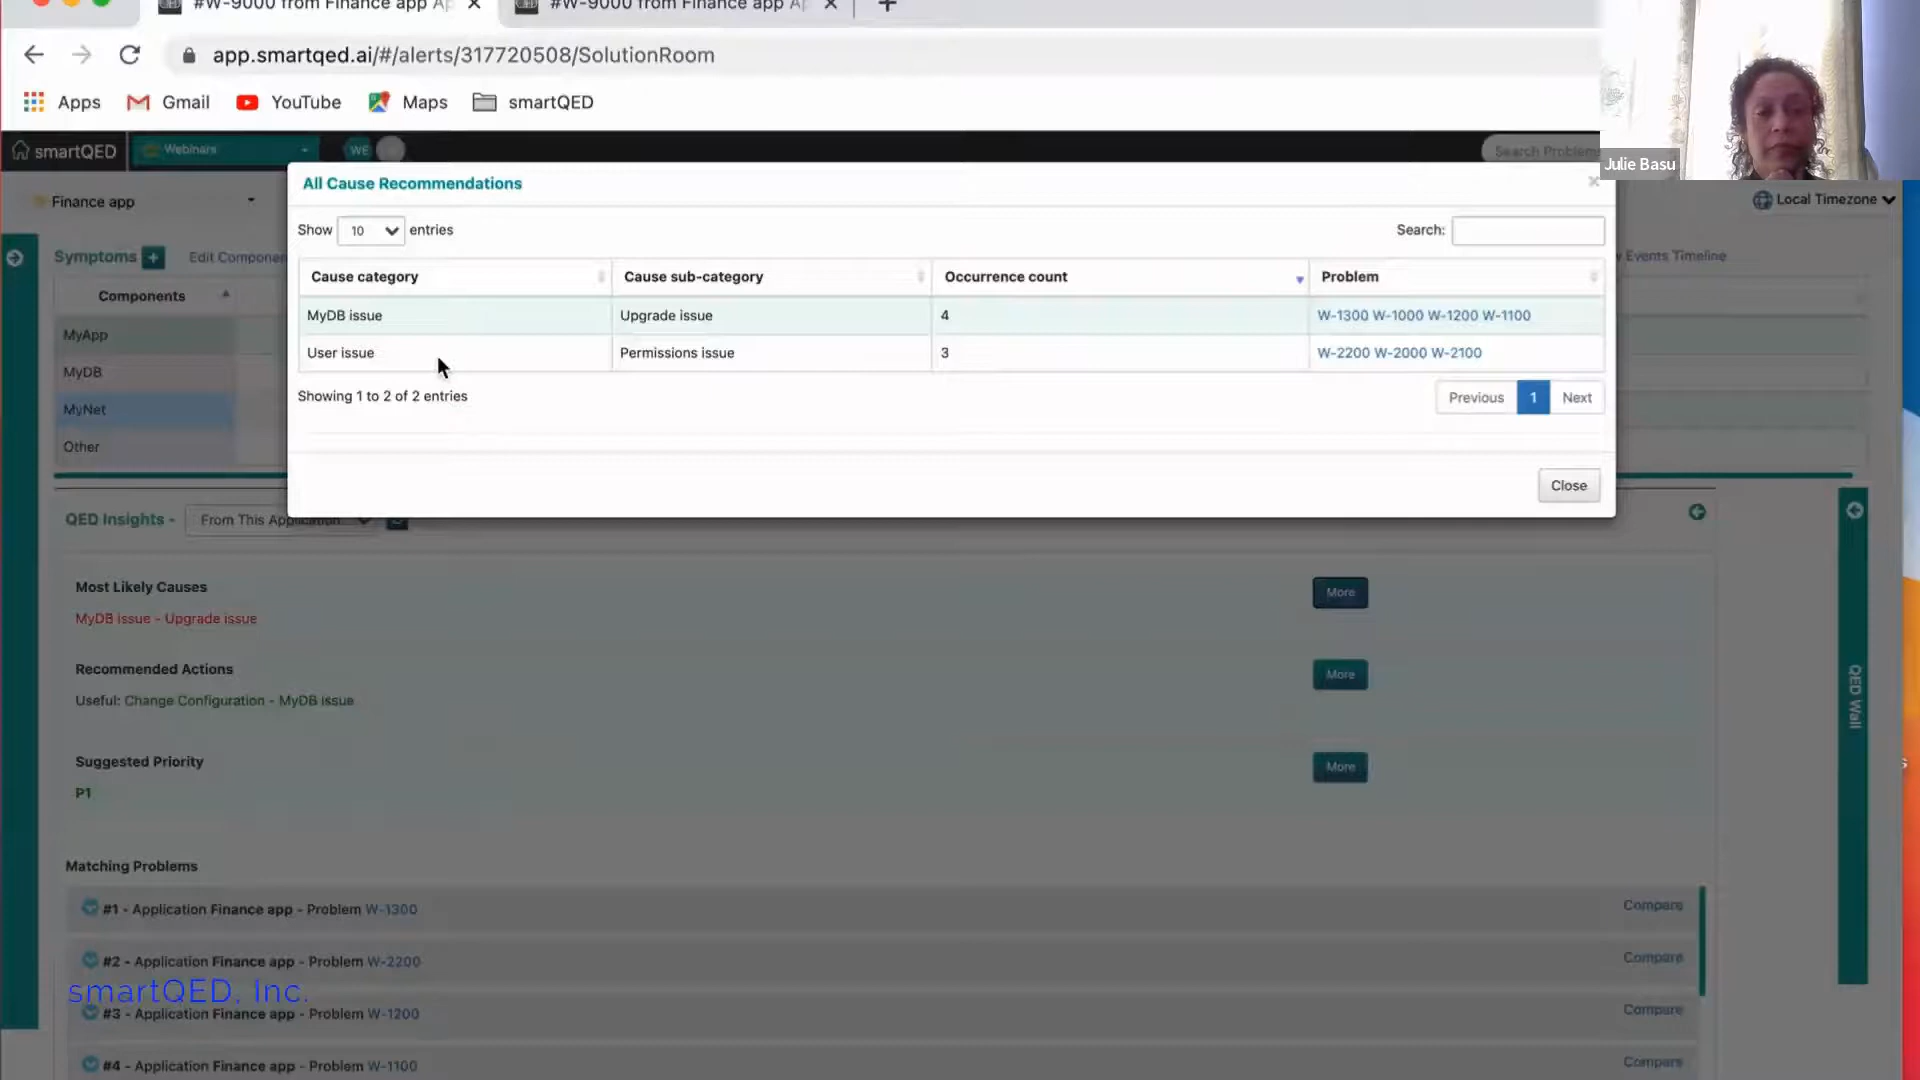 #W-9000 from Finance app Ap
#W-9000 from Finance app Ap
app.smartqed.ai/#/alerts/317720508/SolutionRoom
Apps Gmail YouTube Maps smartQED
Julie Basu
smartQED Webinars WE Search Problems
Finance app Local Timezone
All Cause Recommendations
Show 10 entries Search:
Cause category Cause sub-category Occurrence count Problem
MyDB issue Upgrade issue 4 W-1300 W-1000 W-1200 W-1100
User issue Permissions issue 3 W-2200 W-2000 W-2100
Showing 1 to 2 of 2 entries Previous 1 Next
Close
Symptoms + Edit Componen Events Timeline
Components
MyApp
MyDB
MyNet
Other
QED Insights - From This Application
Most Likely Causes More
MyDB issue - Upgrade issue
Recommended Actions More
Useful: Change Configuration - MyDB issue
Suggested Priority More
P1
QED Wall
Matching Problems
#1 - Application Finance app - Problem W-1300 Compare
#2 - Application Finance app - Problem W-2200 Compare
smartQED, Inc.
#3 - Application Finance app - Problem W-1200 Compare
#4 - Application Finance app - Problem W-1100 Compare